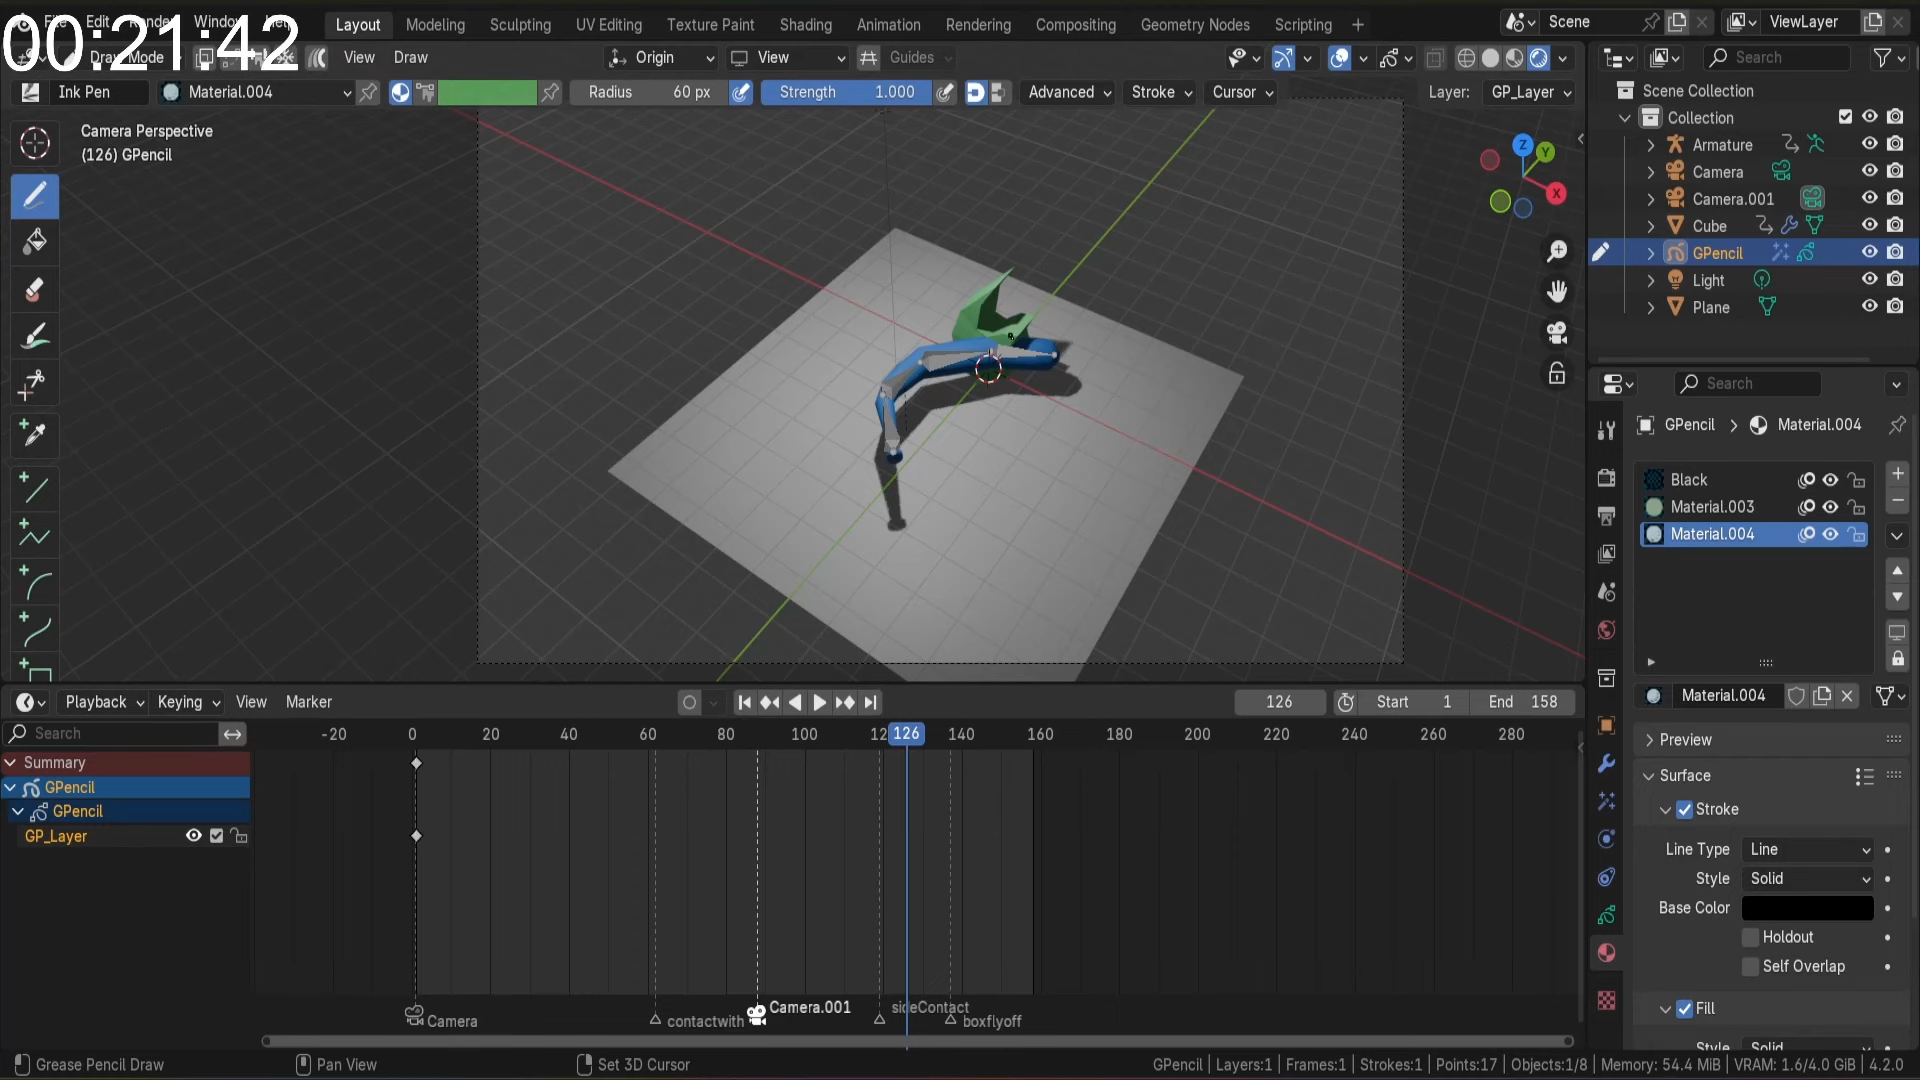 00:21:42
Layout Modeling Sculpting UV Editing Texture Paint Shading Animation Rendering Compositing Geometry Nodes Scripting + Scene ViewLayer
Draw Mode View Draw Origin View Guides Search
Ink Pen Material.004 Radius 60 px Strength 1.000 Advanced Stroke Cursor Layer: GP_Layer
Scene Collection
Collection
Camera Perspective
(126) GPencil
Z
Y
X
Armature
Camera
Camera.001
Cube
GPencil
Light
Plane
Search
GPencil > Material.004
Black
Material.003
Material.004
Material.004
Preview
Surface
Stroke
Line Type Line
Style Solid
Base Color
Holdout
Self Overlap
Fill
Style Solid
Playback Keying View Marker 126 Start 1 End 158
Search -20 0 20 40 60 80 100 12 126 140 160 180 200 220 240 260 280
Summary
GPencil
GPencil
GP_Layer
Camera.001 sideContact
Camera contactwith boxflyoff
Grease Pencil Draw Pan View Set 3D Cursor GPencil | Layers:1 | Frames:1 | Strokes:1 | Points:17 | Objects:1/8 | Memory: 54.4 MiB | VRAM: 1.6/4.0 GiB | 4.2.0